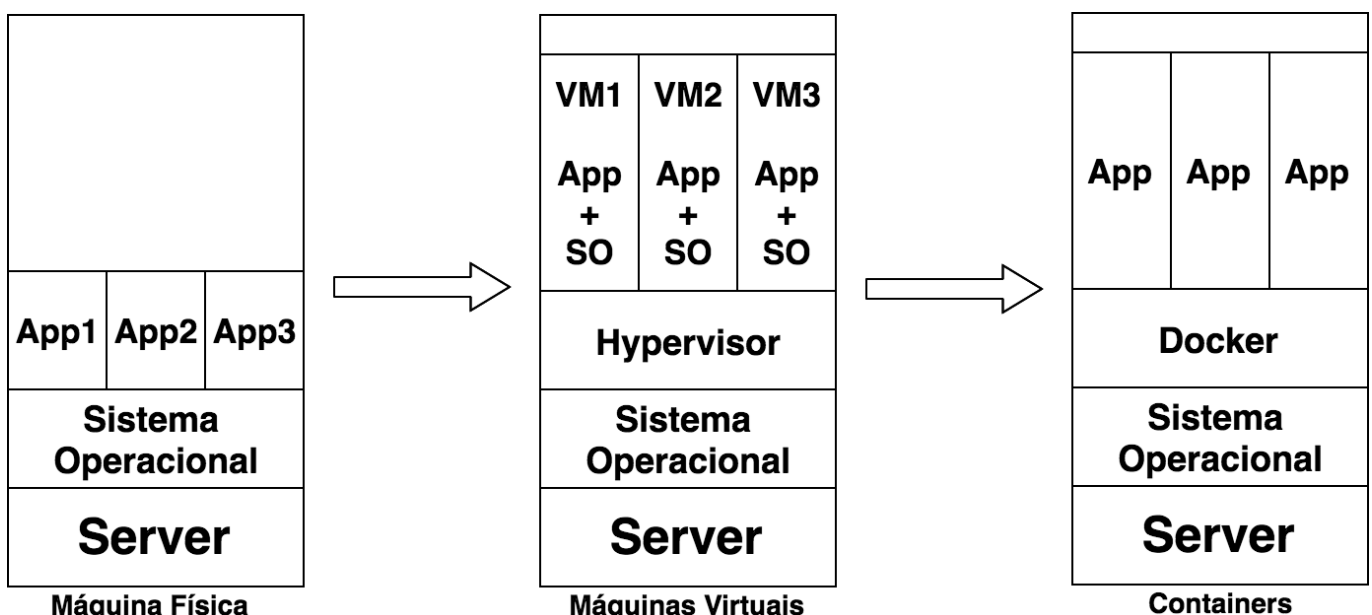 App1 App2 App3
Sistema
Operacional
Server
Máquina Física
VM1 VM2 VM3
App App App
+ + +
SO SO SO
Hypervisor
Sistema
Operacional
Server
Máquinas Virtuais
App App App
Docker
Sistema
Operacional
Server
Containers